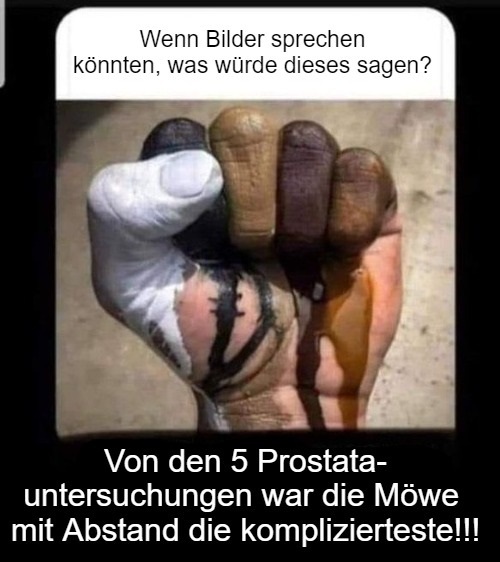 Wenn Bilder sprechen
könnten, was würde dieses sagen?
Von den 5 Prostata-
untersuchungen war die Möwe
mit Abstand die komplizierteste!!!